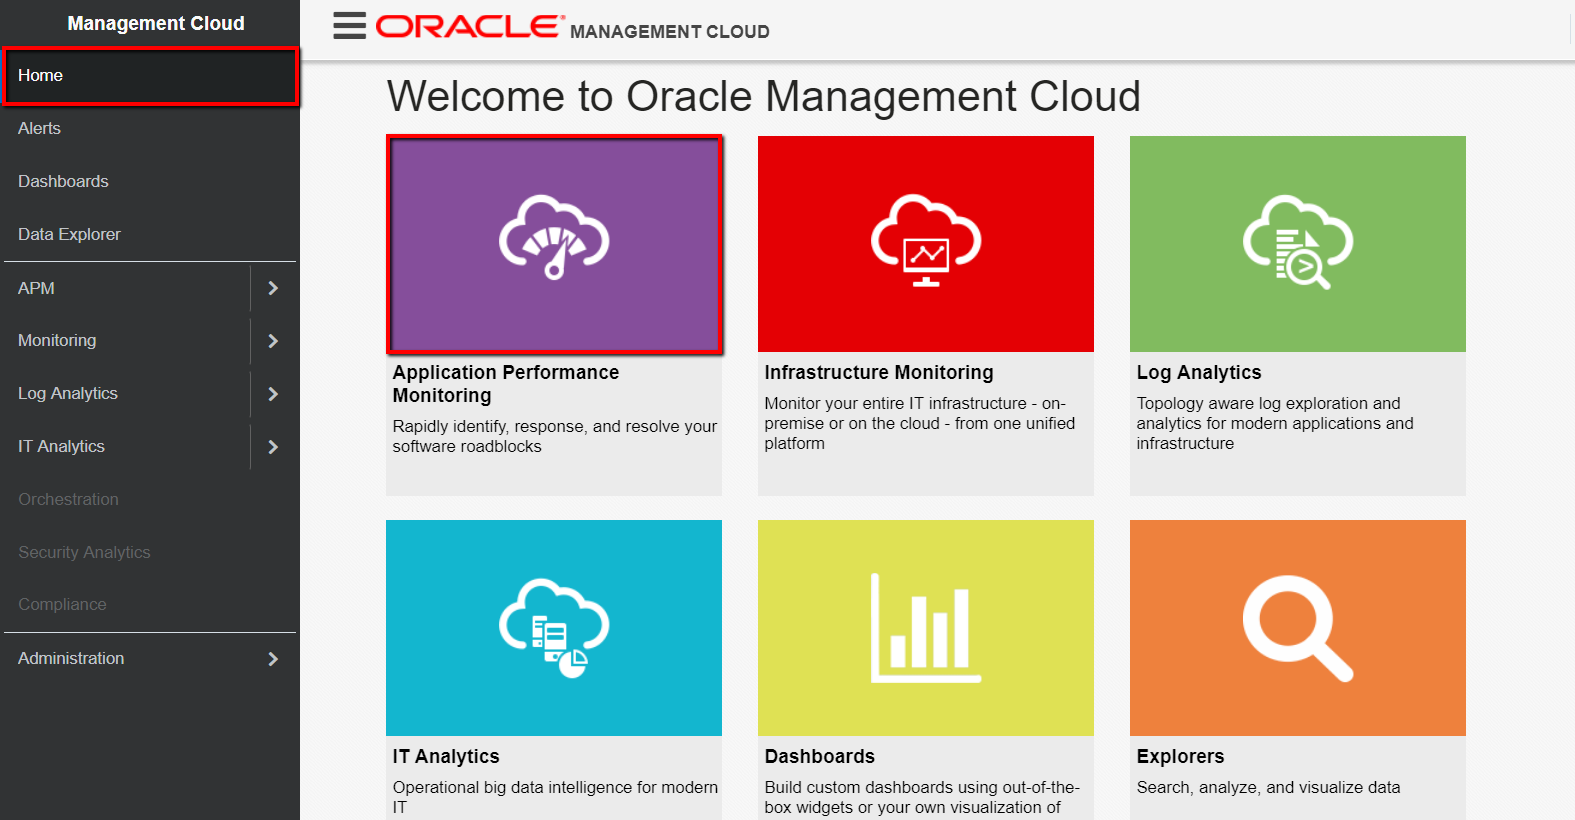 Management Cloud
Home
Alerts
Dashboards
Data Explorer
APM
Monitoring
Log Analytics
IT Analytics
Orchestration
Security Analytics
Compliance
Administration
ORACLE® MANAGEMENT CLOUD
Welcome to Oracle Management Cloud
Application Performance
Monitoring
Rapidly identify, response, and resolve your
software roadblocks
Infrastructure Monitoring
Monitor your entire IT infrastructure - on-
premise or on the cloud - from one unified
platform
Log Analytics
Topology aware log exploration and
analytics for modern applications and
infrastructure
IT Analytics
Operational big data intelligence for modern
IT
Dashboards
Build custom dashboards using out-of-the-
box widgets or your own visualization of
Explorers
Search, analyze, and visualize data